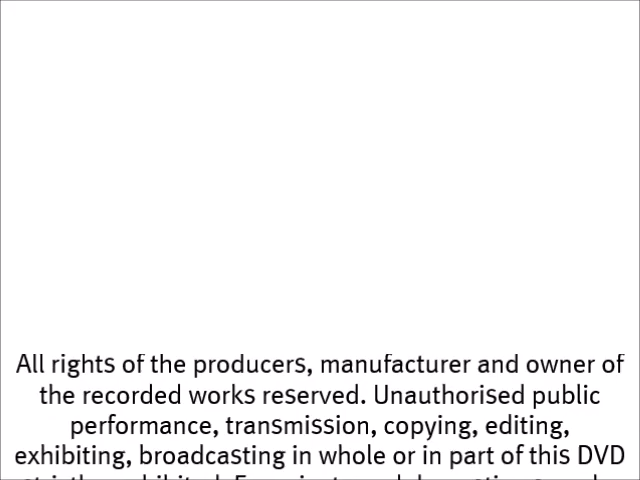 All rights of the producers, manufacturer and owner of
the recorded works reserved. Unauthorised public
performance, transmission, copying, editing,
exhibiting, broadcasting in whole or in part of this DVD